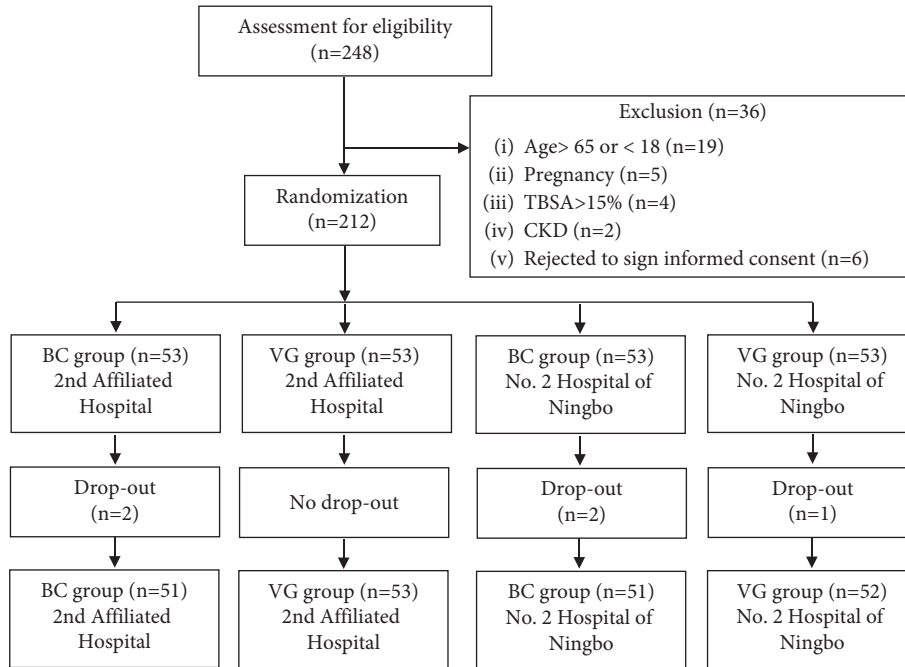 Assessment for eligibility
(n=248)
Exclusion (n=36)
(i) Age> 65 or < 18 (n=19)
(ii) Pregnancy (n=5)
(iii) TBSA>15% (n=4)
(iv) CKD (n=2)
(v) Rejected to sign informed consent (n=6)
Randomization
(n=212)
BC group (n=53)
2nd Affiliated
Hospital
VG group (n=53)
2nd Affiliated
Hospital
BC group (n=53)
No. 2 Hospital of
Ningbo
VG group (n=53)
No. 2 Hospital of
Ningbo
Drop-out
(n=2)
No drop-out
Drop-out
(n=2)
Drop-out
(n=1)
BC group (n=51)
2nd Affiliated
Hospital
VG group (n=53)
2nd Affiliated
Hospital
BC group (n=51)
No. 2 Hospital of
Ningbo
VG group (n=52)
No. 2 Hospital of
Ningbo